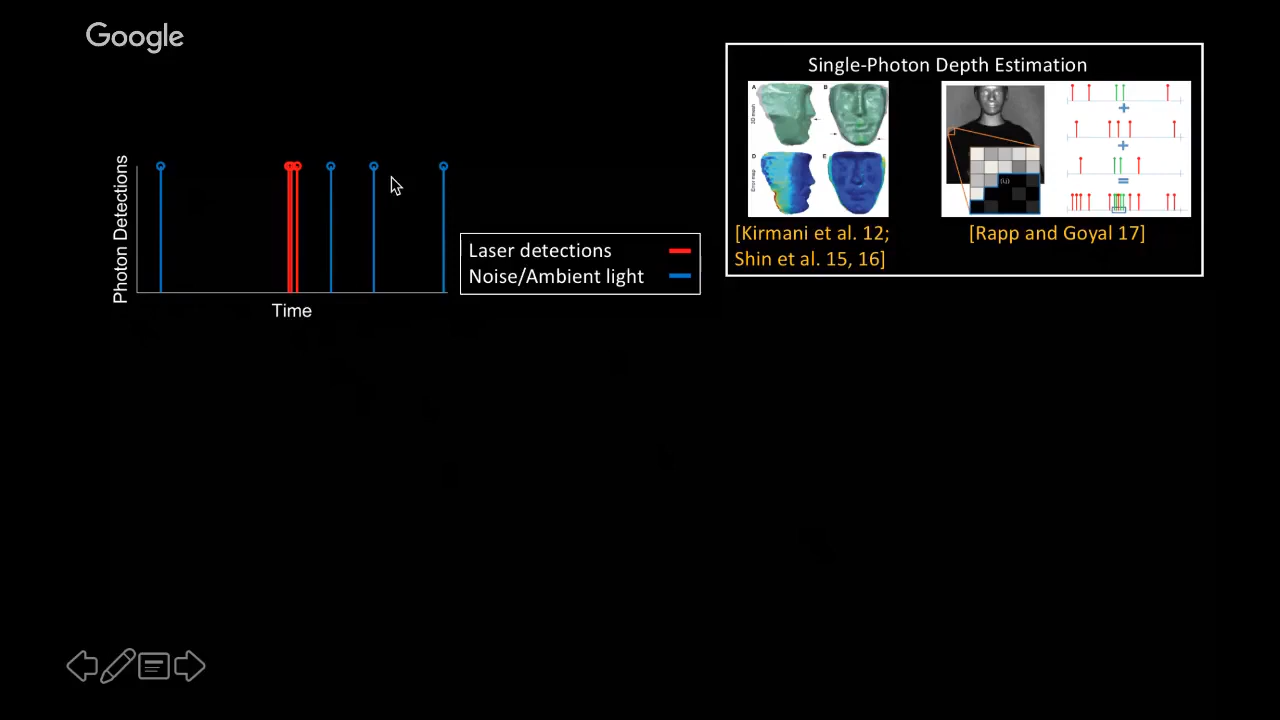 Google
Single-Photon Depth Estimation
A
B
D
E
[Kirmani et al. 12;
Shin et al. 15, 16]
[Rapp and Goyal 17]
Photon Detections
Time
Laser detections
Noise/Ambient light